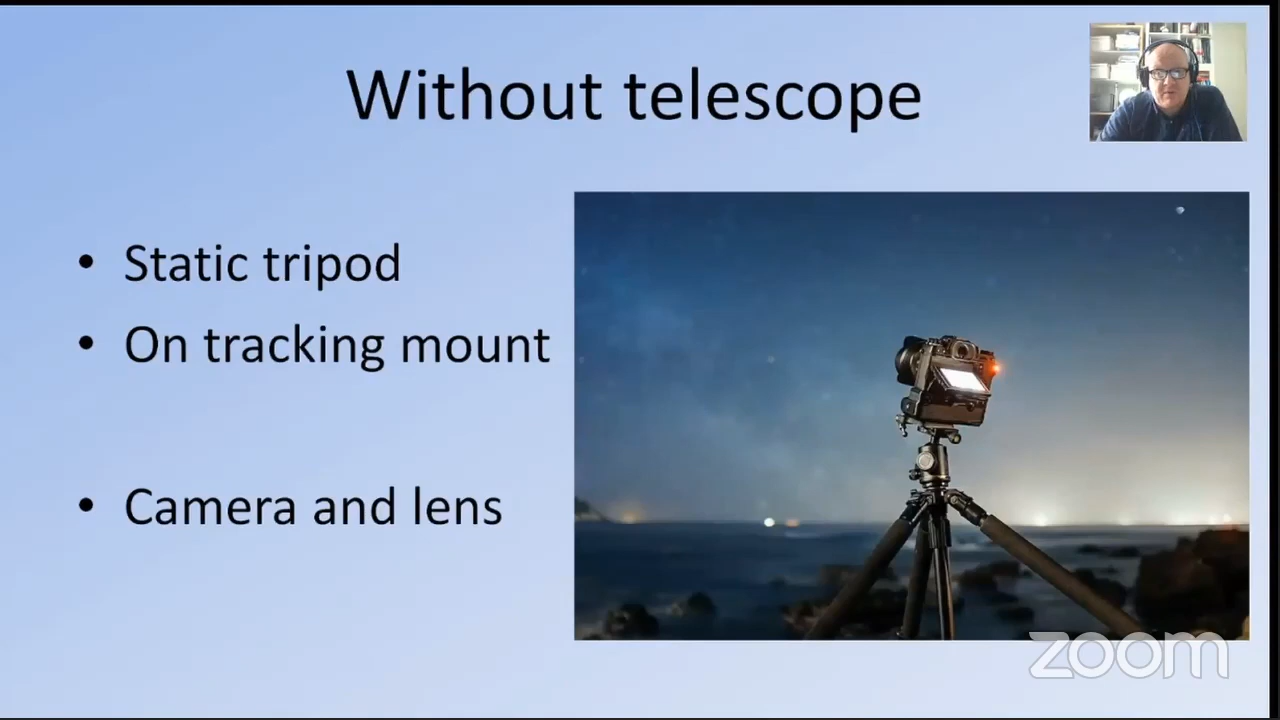 Without telescope
• Static tripod
• On tracking mount
• Camera and lens
zoom